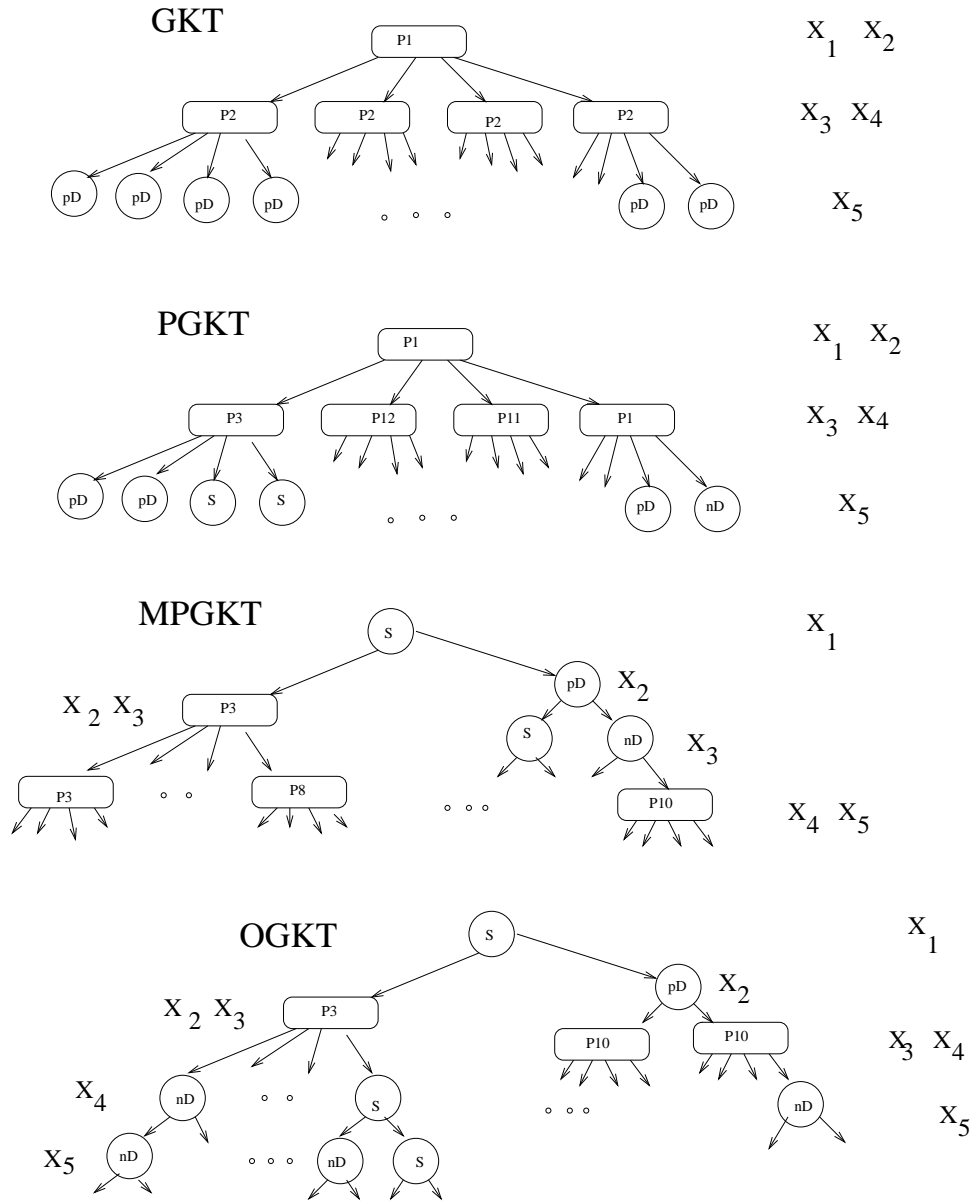 GKT
P1
X1 X2
P2 P2 P2 P2
X3 X4
pD pD pD pD pD pD
X5
PGKT
P1
X1 X2
P3 P12 P11 P1
X3 X4
pD pD S S pD nD
X5
MPGKT
S
X1
X2 X3
P3
pD
X2
S
nD
X3
P3
P8
P10
X4 X5
OGKT
S
X1
X2 X3
P3
pD
X2
P10
P10
X3 X4
X4
nD
S
nD
X5
X5
nD
nD
S